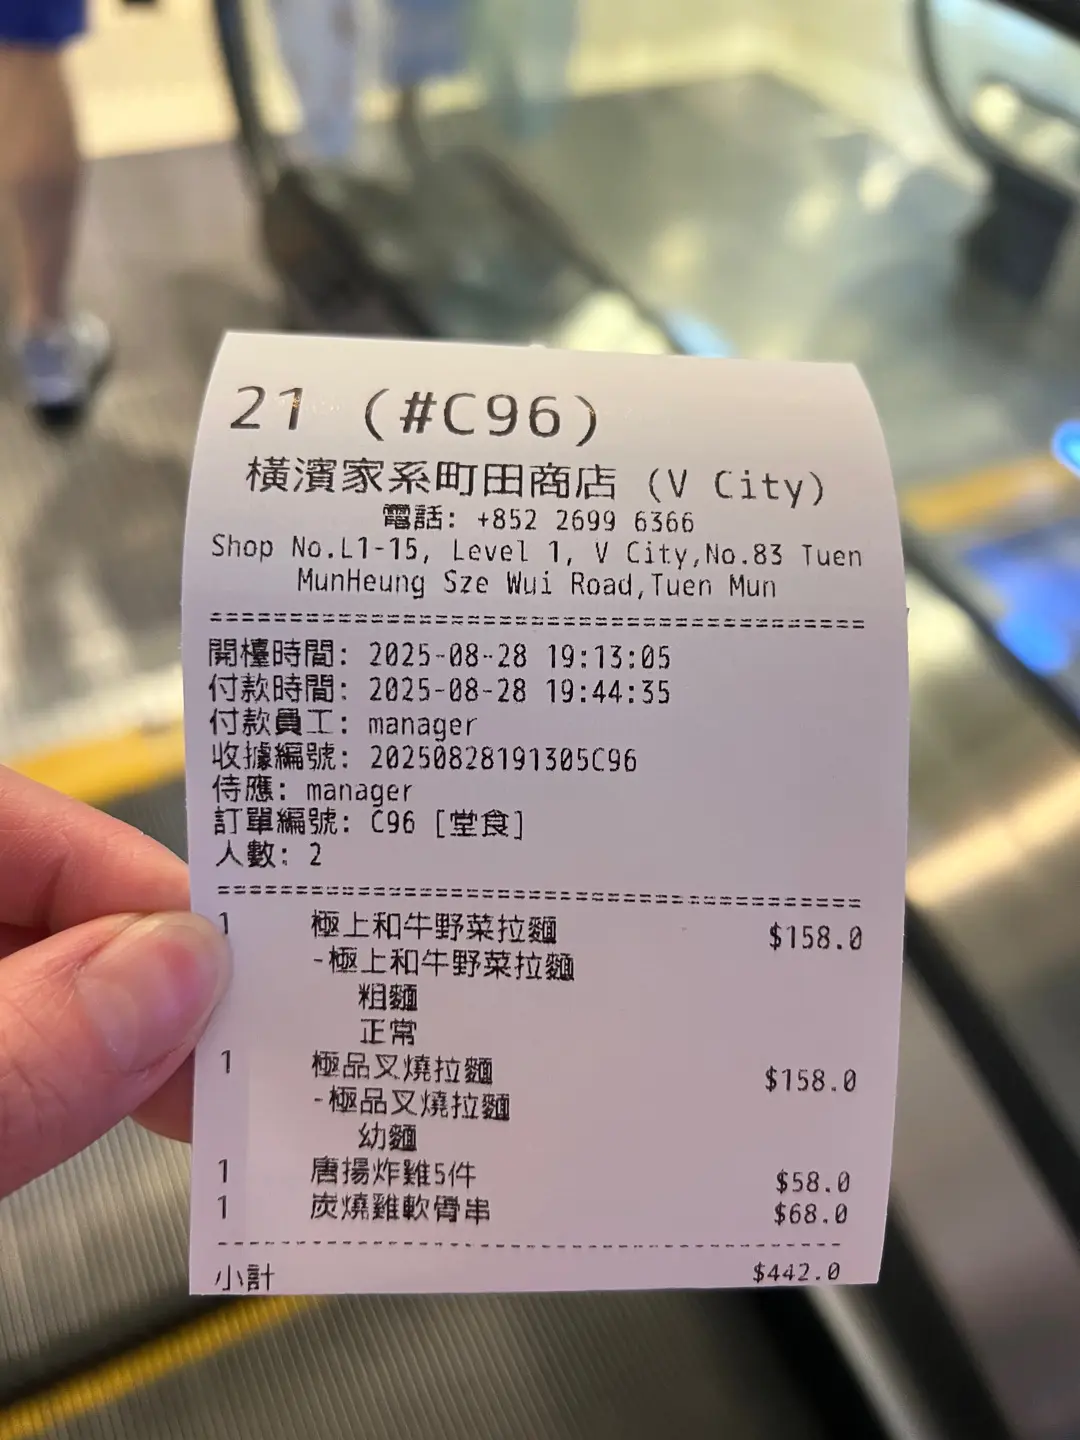 21 (#C96)
橫濱家系町田商店 (V City)
電話: +852 2699 6366
Shop No.L1-15, Level 1, V City,No.83 Tuen
MunHeung Sze Wui Road,Tuen Mun
開檯時間: 2025-08-28 19:13:05
付款時間: 2025-08-28 19:44:35
付款員工: manager
收據編號: 20250828191305C96
侍應: manager
訂單編號: C96 [堂食]
人數: 2
1 極上和牛野菜拉麵 $158.0
-極上和牛野菜拉麵
粗麵
正常
1 極品叉燒拉麵 $158.0
-極品叉燒拉麵
幼麵
1 唐揚炸雞5件 $58.0
1 炭燒雞軟骨串 $68.0
小計 $442.0